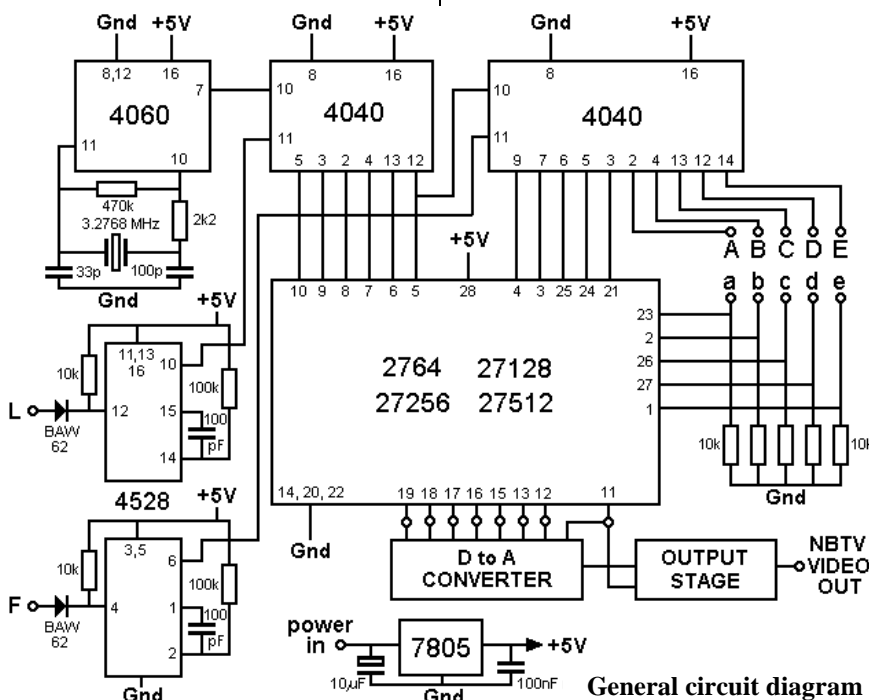 Gnd +5V Gnd +5V Gnd +5V
8,12 16 8 16 8 16
7 10 10
4060 4040 4040
11 11 11
10 5 3 2 4 13 12 9 7 6 5 3 2 4 13 12 14
470k 2k2
3.2768 MHz
A B C D E
+5V
33p 100p
Gnd
a b c d e
10 9 8 7 6 5 28 4 3 25 24 21
+5V
23
2
11,13
16 10
26
10k 100k
2764 27128
27
27256 27512
L 12 15 100 pF
1
BAW
62
14
10k 10k
4528 +5V
14, 20, 22 19 18 17 16 15 13 12 11
Gnd
3,5
6
Gnd
10k 100k
D to A
CONVERTER
OUTPUT
STAGE
NBTV
VIDEO
OUT
F 4 1 100 pF
BAW
62
2
power
in
7805 +5V
10µF 100nF
Gnd Gnd
General circuit diagram